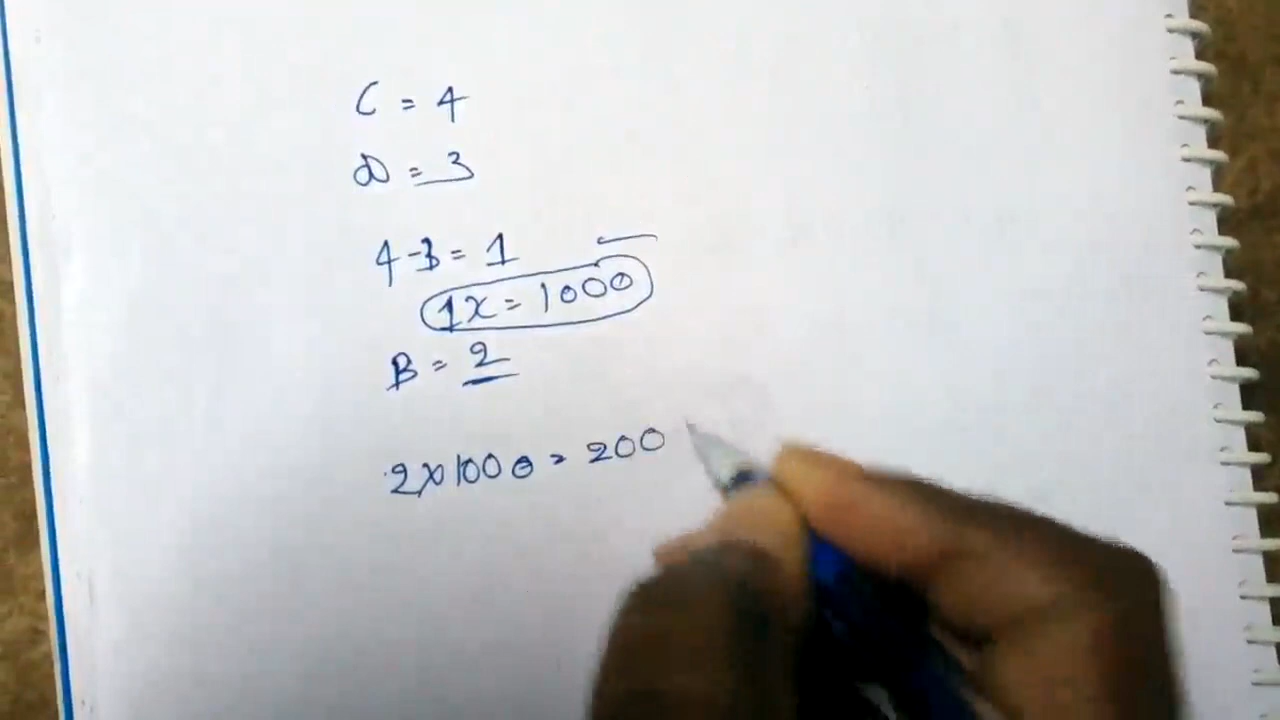 C = 4
D = 3
4-3 = 1
1x = 1000
B = 2
2x1000 = 200